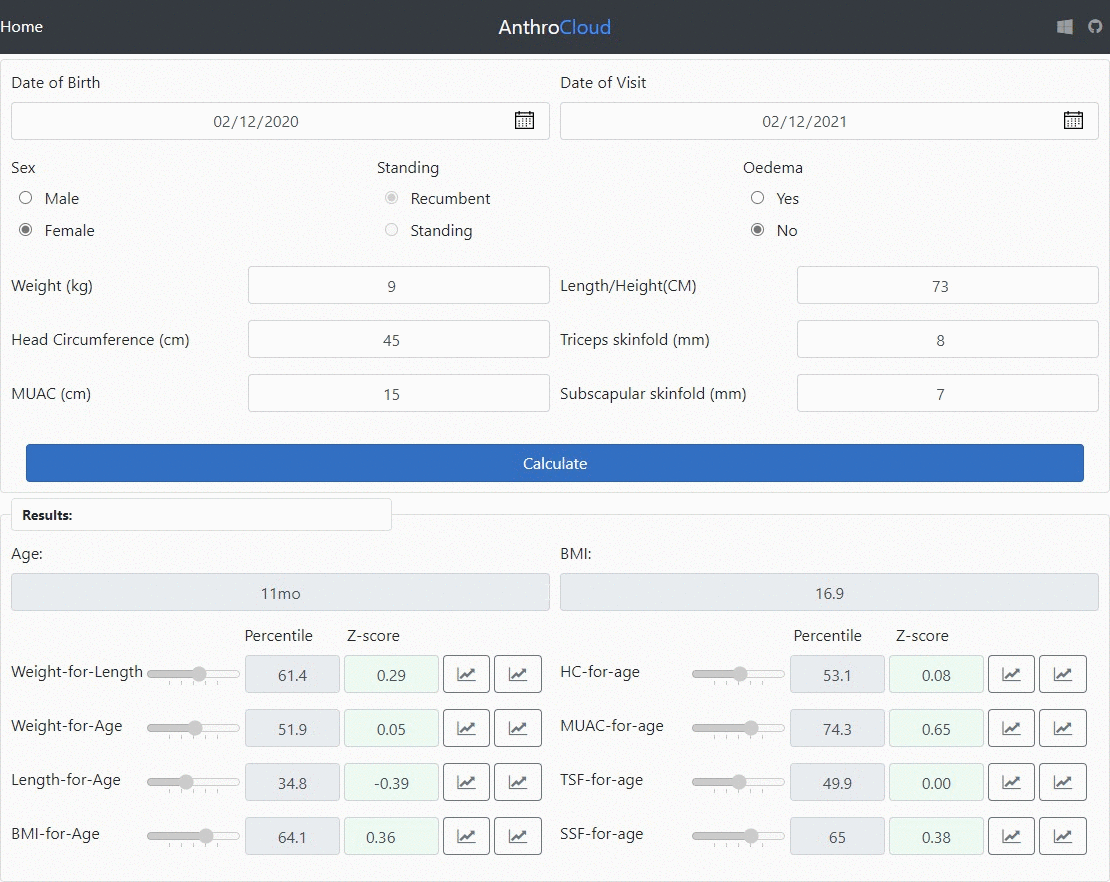 Home
AnthroCloud
Date of Birth
Date of Visit
02/12/2020
02/12/2021
Sex
Standing
Oedema
Male
Recumbent
Yes
Female
Standing
No
Weight (kg)
9
Length/Height(CM)
73
Head Circumference (cm)
45
Triceps skinfold (mm)
8
MUAC (cm)
15
Subscapular skinfold (mm)
7
Calculate
Results:
Age:
BMI:
11mo
16.9
Percentile
Z-score
Percentile
Z-score
Weight-for-Length
61.4
0.29
HC-for-age
53.1
0.08
Weight-for-Age
51.9
0.05
MUAC-for-age
74.3
0.65
Length-for-Age
34.8
-0.39
TSF-for-age
49.9
0.00
BMI-for-Age
64.1
0.36
SSF-for-age
65
0.38